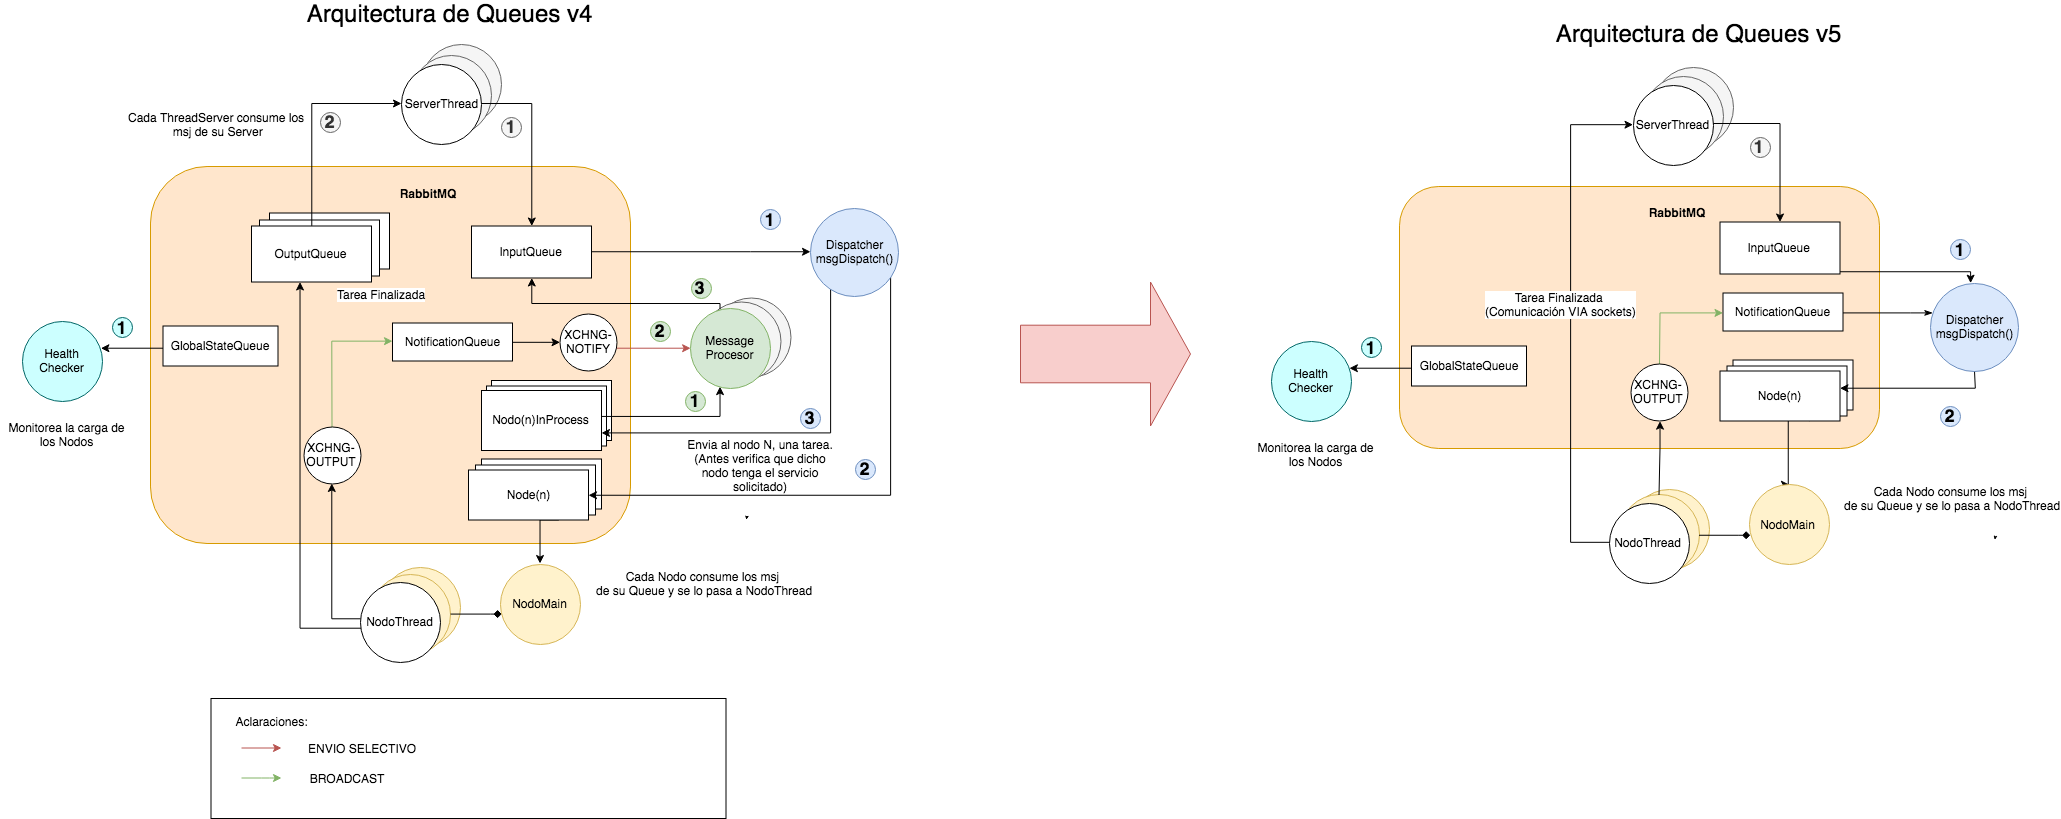 Arquitectura de Queues v4
ServerThread
Cada ThreadServer consume los
msj de su Server
2
1
RabbitMQ
OutputQueue
InputQueue
1
Dispatcher
msgDispatch()
Tarea Finalizada
3
1
Health
Checker
GlobalStateQueue
NotificationQueue
XCHNG-
NOTIFY
2
Message
Procesor
Monitorea la carga de
los Nodos
Nodo(n)InProcess
1
3
XCHNG-
OUTPUT
Envia al nodo N, una tarea.
(Antes verifica que dicho
nodo tenga el servicio
solicitado)
2
Node(n)
Cada Nodo consume los msj
de su Queue y se lo pasa a NodoThread
NodoThread
NodoMain
Aclaraciones:
ENVIO SELECTIVO
BROADCAST
Arquitectura de Queues v5
ServerThread
1
RabbitMQ
InputQueue
1
Tarea Finalizada
(Comunicación VIA sockets)
NotificationQueue
Dispatcher
msgDispatch()
1
Health
Checker
GlobalStateQueue
XCHNG-
OUTPUT
Node(n)
2
Monitorea la carga de
los Nodos
Cada Nodo consume los msj
de su Queue y se lo pasa a NodoThread
NodoThread
NodoMain